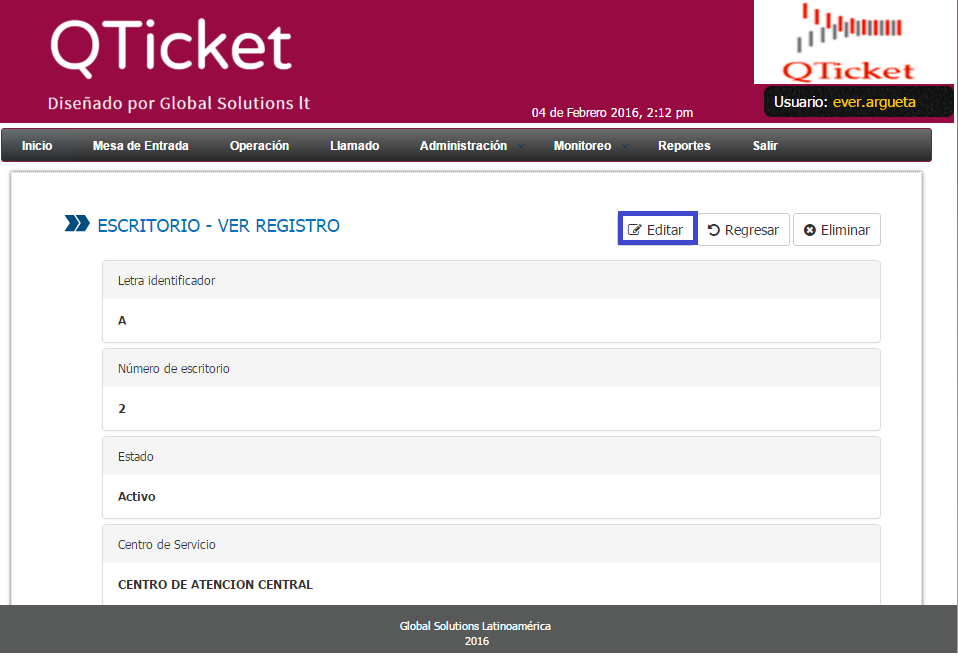 QTicket
Diseñado por Global Solutions lt
QTicket
04 de Febrero 2016, 2:12 pm
Usuario: ever.argueta
Inicio Mesa de Entrada Operación Llamado Administración Monitoreo Reportes Salir
ESCRITORIO - VER REGISTRO
Editar Regresar Eliminar
Letra identificador
A
Número de escritorio
2
Estado
Activo
Centro de Servicio
CENTRO DE ATENCION CENTRAL
Global Solutions Latinoamérica
2016